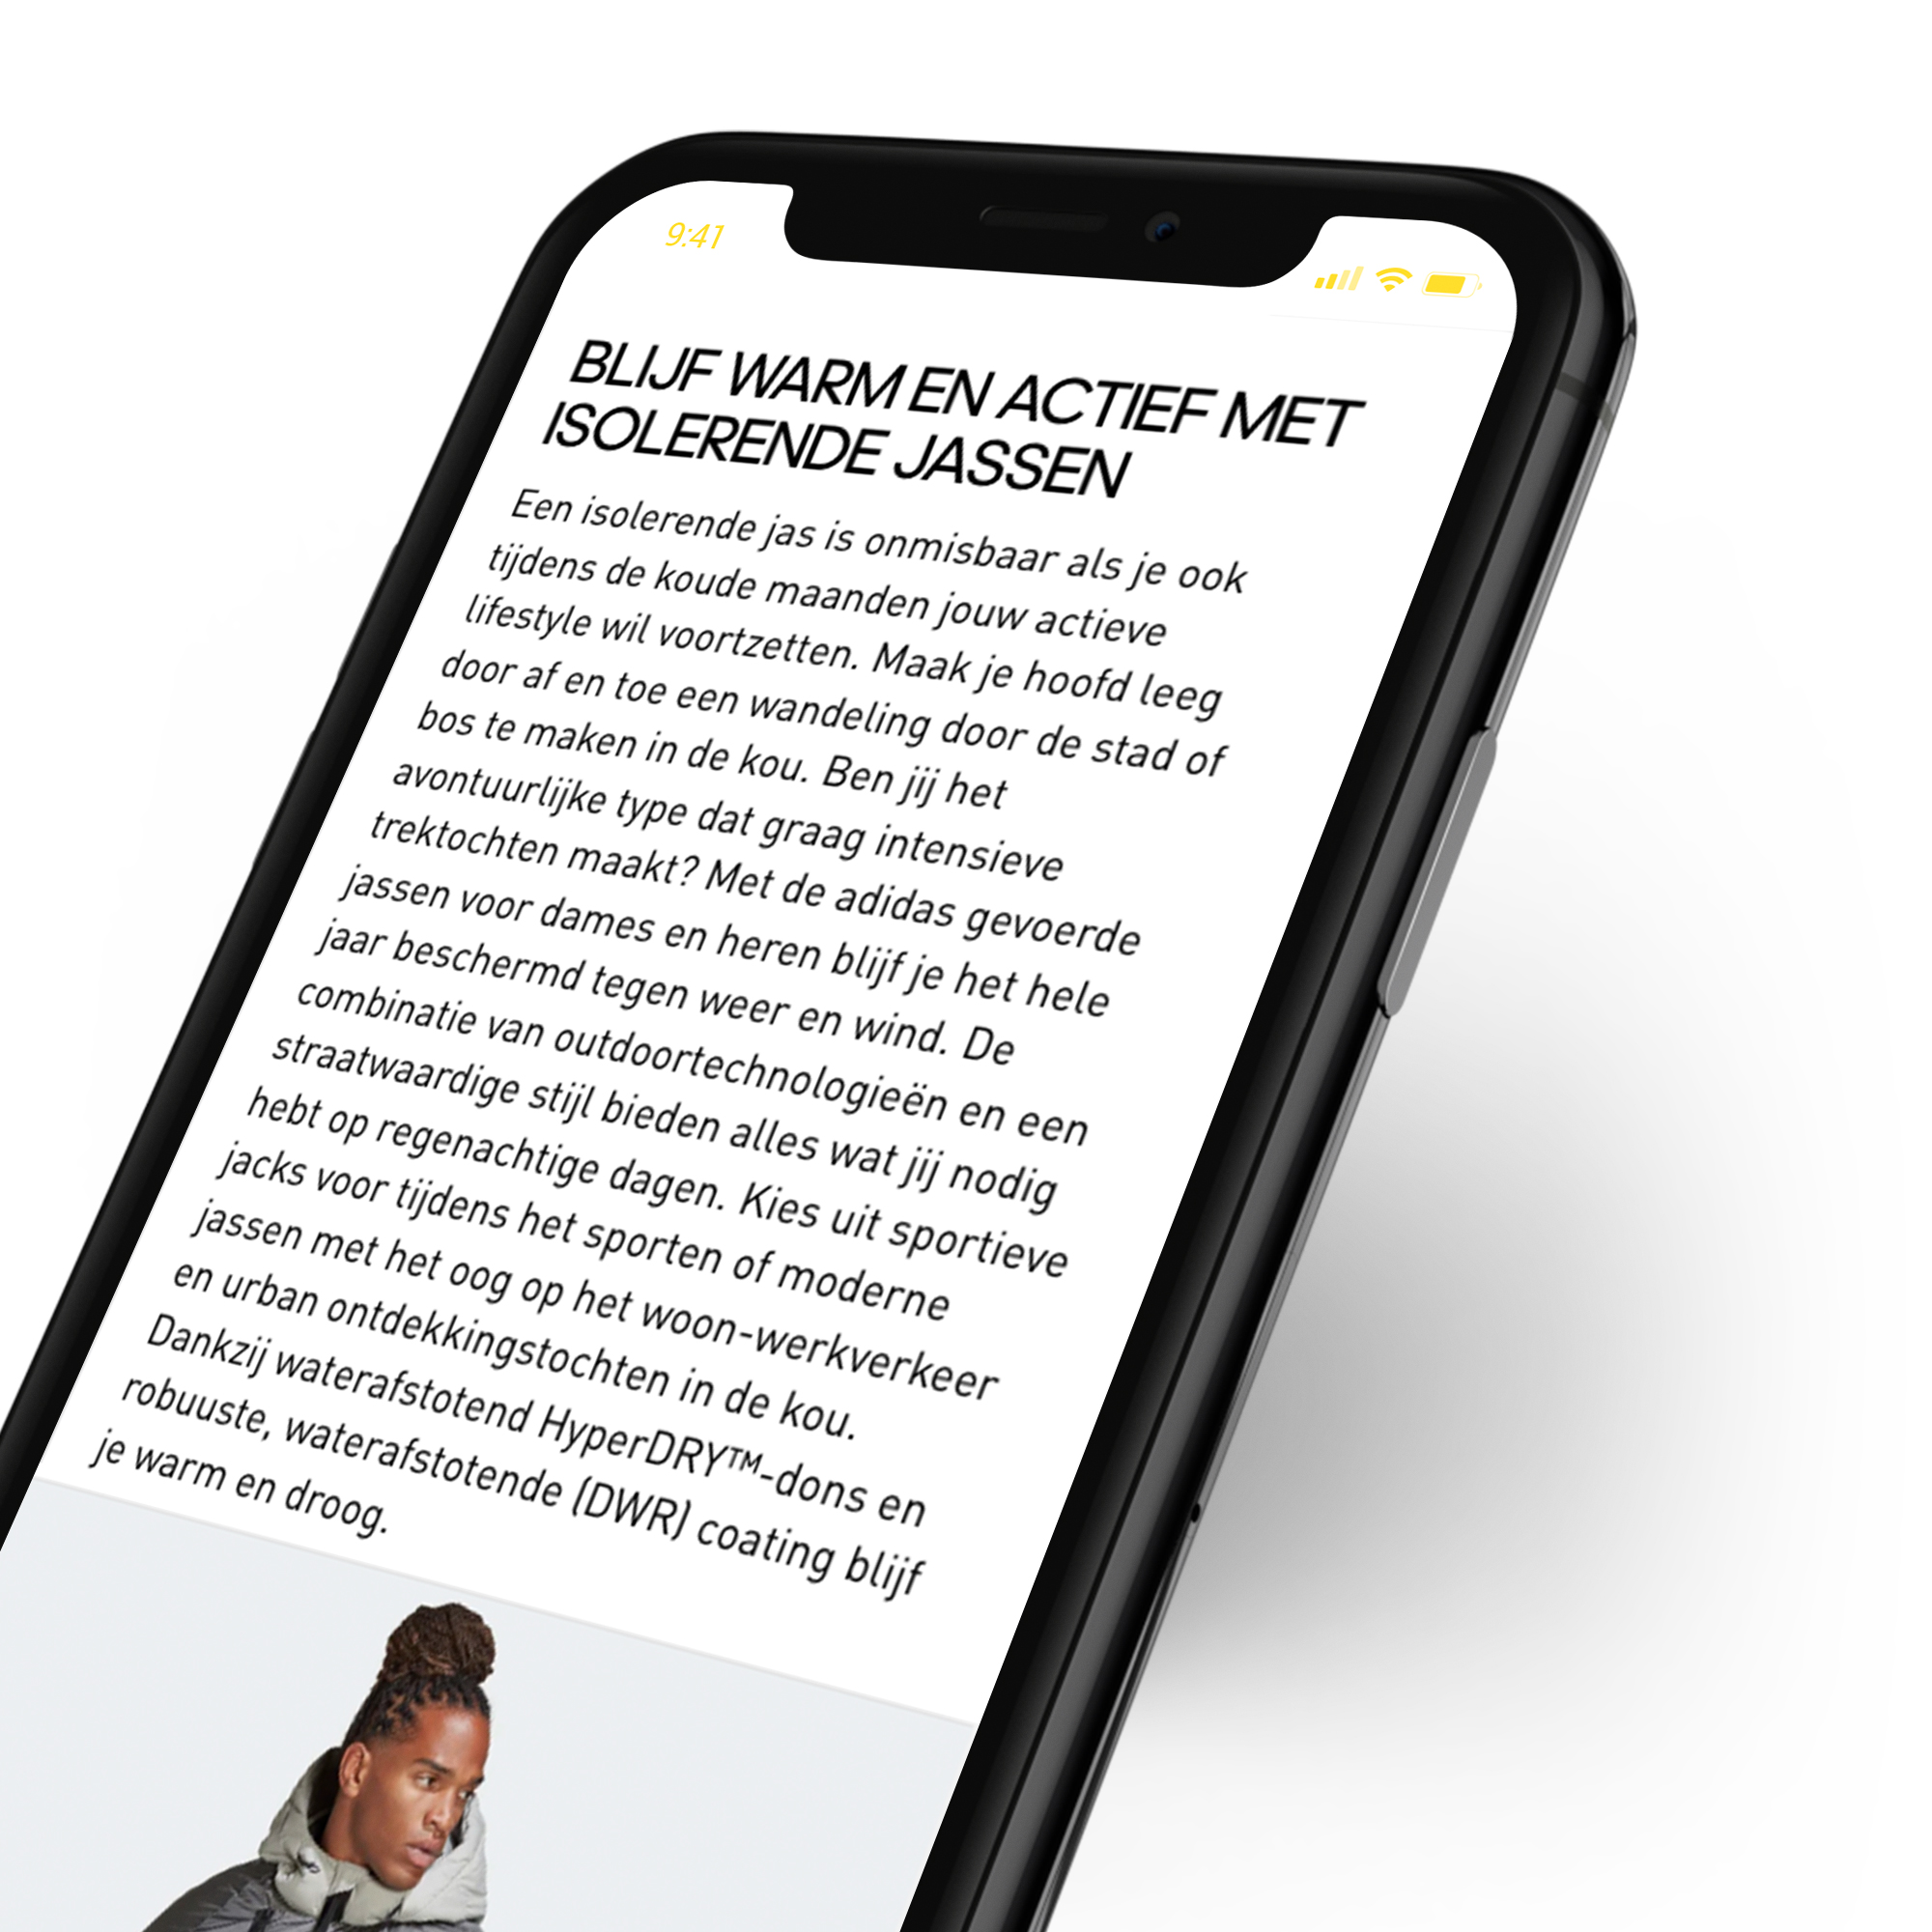 9:41
BLIJF WARM EN ACTIEF MET
ISOLERENDE JASSEN
Een isolerende jas is onmisbaar als je ook
tijdens de koude maanden jouw actieve
lifestyle wil voortzetten. Maak je hoofd leeg
door af en toe een wandeling door de stad of
bos te maken in de kou. Ben jij het
avontuurlijke type dat graag intensieve
trektochten maakt? Met de adidas gevoerde
jassen voor dames en heren blijf je het hele
jaar beschermd tegen weer en wind. De
combinatie van outdoortechnologieën en een
straatwaardige stijl bieden alles wat jij nodig
hebt op regenachtige dagen. Kies uit sportieve
jacks voor tijdens het sporten of moderne
jassen met het oog op het woon-werkverkeer
en urban ontdekkingstochten in de kou.
Dankzij waterafstotend HyperDRY™-dons en
robuuste, waterafstotende (DWR) coating blijf
je warm en droog.